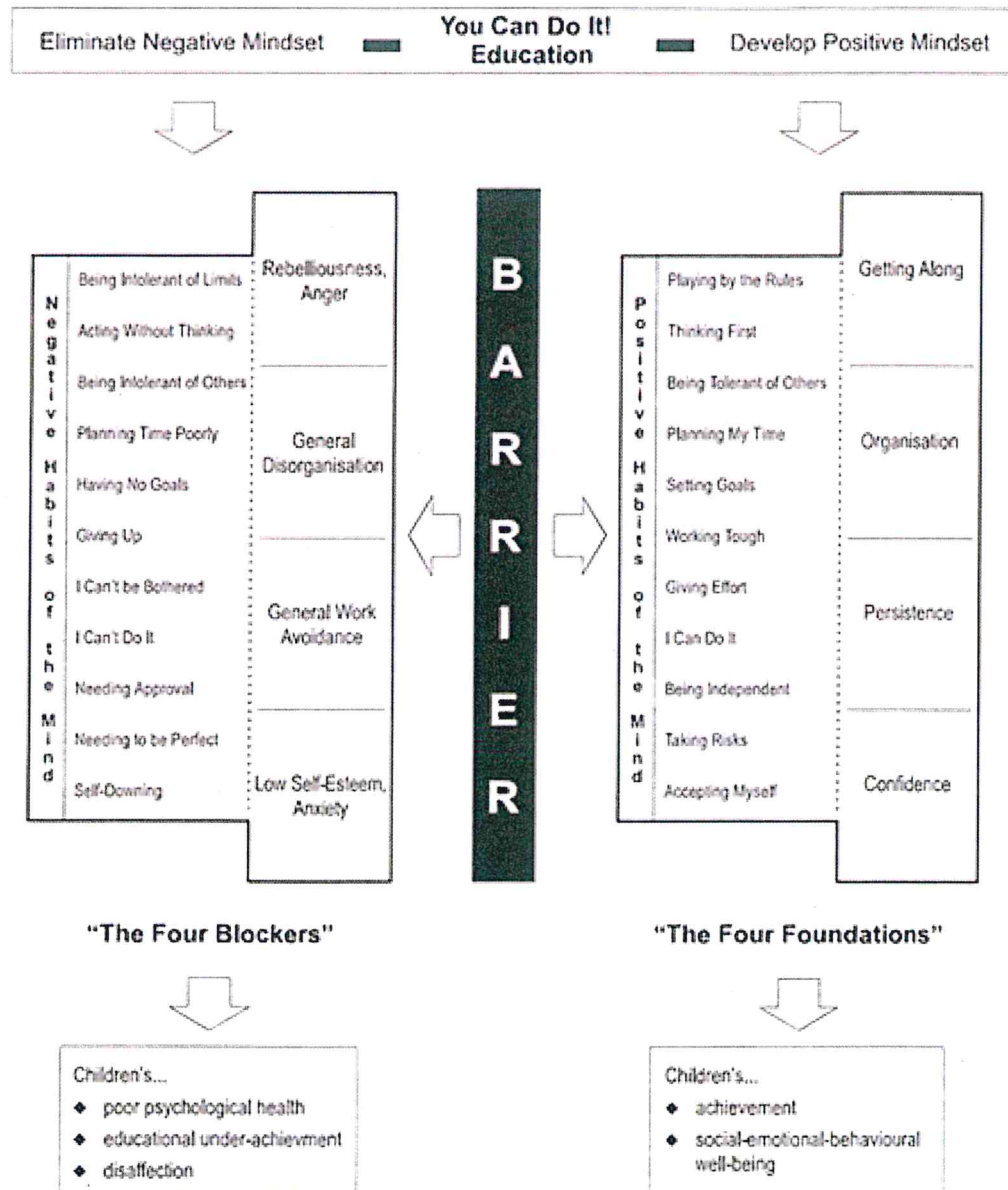 Eliminate Negative Mindset
You Can Do It!
Education
Develop Positive Mindset
Negative Habits of the Mind
Being Intolerant of Limits
Acting Without Thinking
Being Intolerant of Others
Planning Time Poorly
Having No Goals
Giving Up
I Can't be Bothered
I Can't Do It
Needing Approval
Needing to be Perfect
Self-Downing
Rebelliousness,
Anger
General
Disorganisation
General Work
Avoidance
Low Self-Esteem,
Anxiety
BARRIER
Positive Habits of the Mind
Playing by the Rules
Thinking First
Being Tolerant of Others
Planning My Time
Setting Goals
Working Tough
Giving Effort
I Can Do It
Being Independent
Taking Risks
Accepting Myself
Getting Along
Organisation
Persistence
Confidence
"The Four Blockers"
"The Four Foundations"
Children's...
❖ poor psychological health
❖ educational under-achievment
❖ disaffection
Children's...
❖ achievement
❖ social-emotional-behavioural
well-being